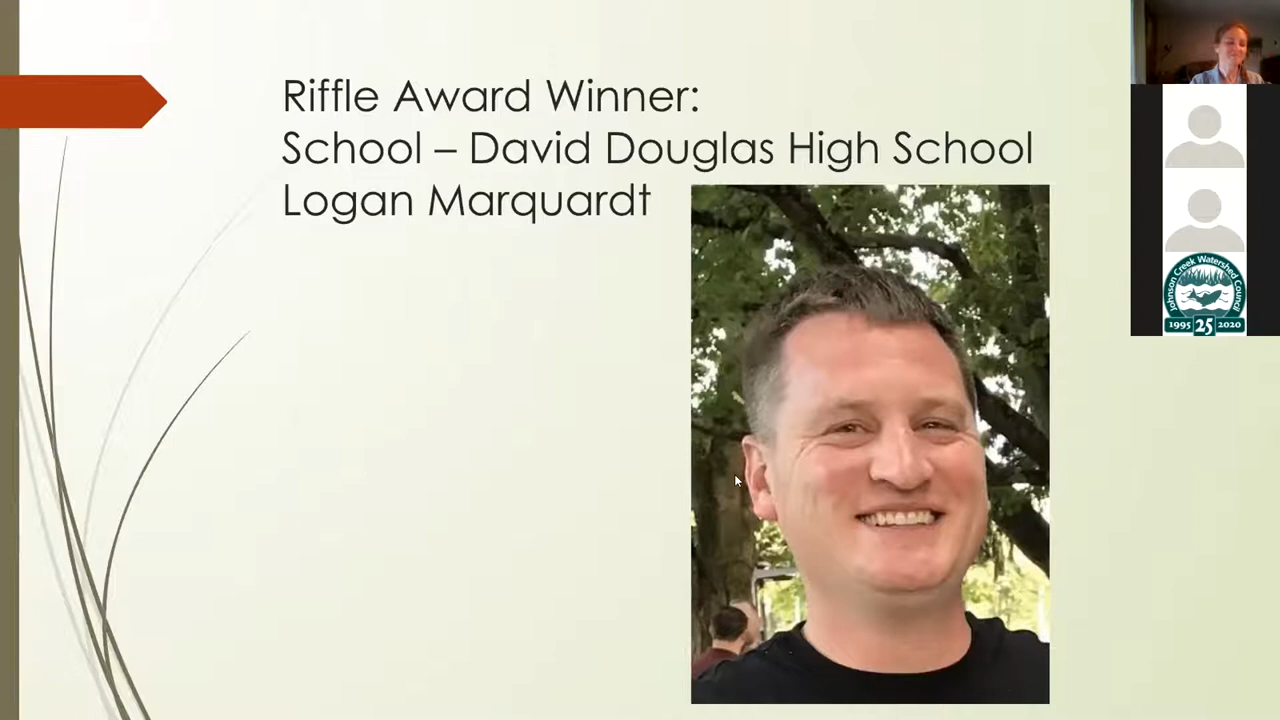 Riffle Award Winner:
School – David Douglas High School
Logan Marquardt
Johnson Creek Watershed Council
1995 25 2020